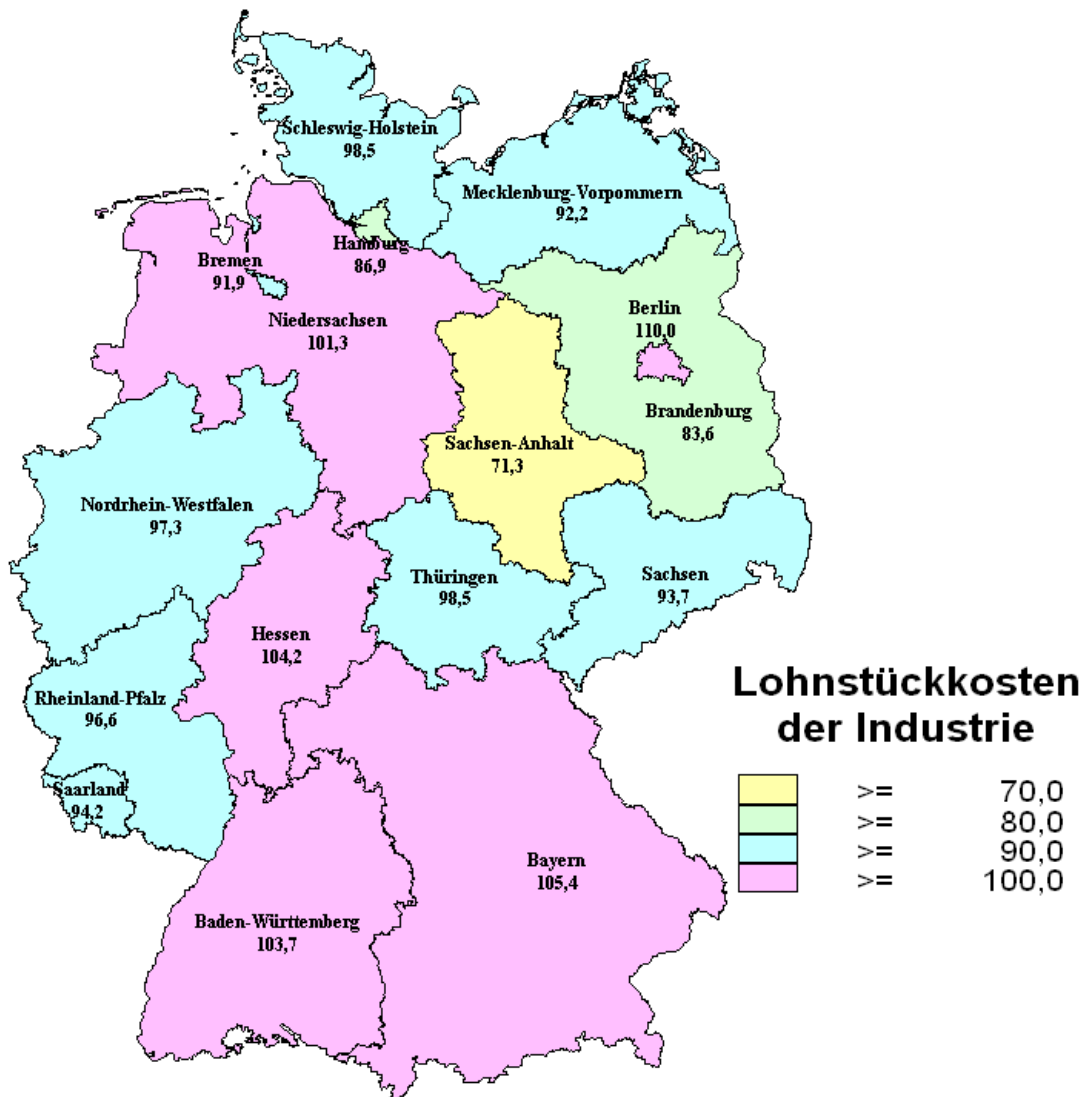 Schleswig-Holstein
98,5
Mecklenburg-Vorpommern
92,2
Hamburg
86,9
Bremen
91,9
Niedersachsen
101,3
Berlin
110,0
Brandenburg
83,6
Sachsen-Anhalt
71,3
Nordrhein-Westfalen
97,3
Thüringen
98,5
Sachsen
93,7
Hessen
104,2
Rheinland-Pfalz
96,6
Saarland
94,2
Bayern
105,4
Baden-Württemberg
103,7
Lohnstückkosten
der Industrie
>= 70,0
>= 80,0
>= 90,0
>= 100,0